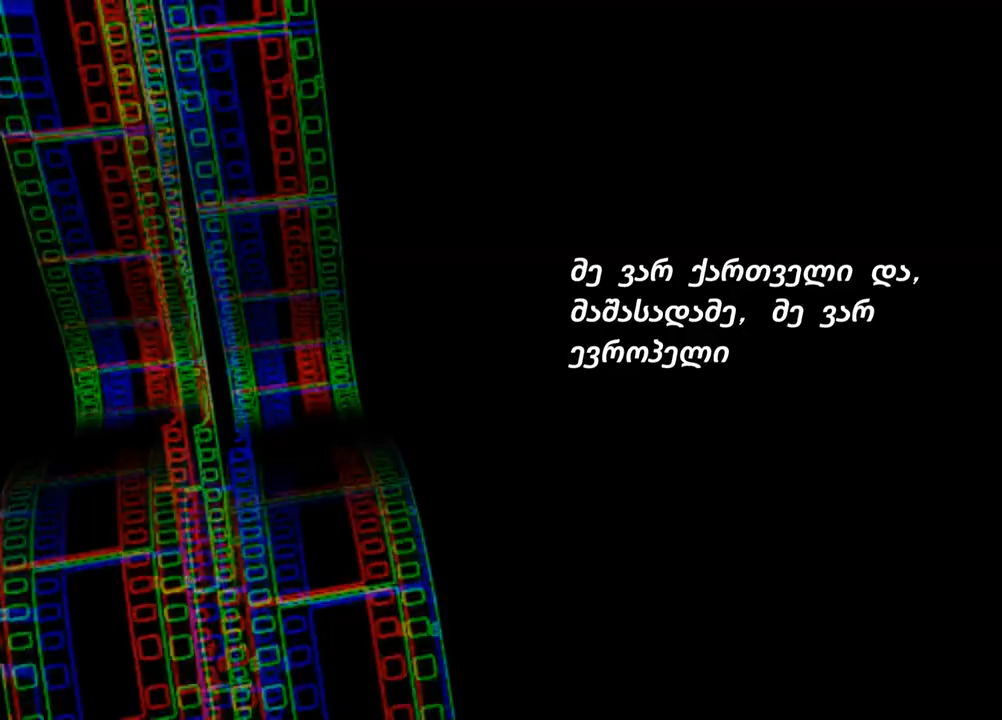 მე ვარ ქართველი და,
მაშასადამე, მე ვარ
ევროპელი